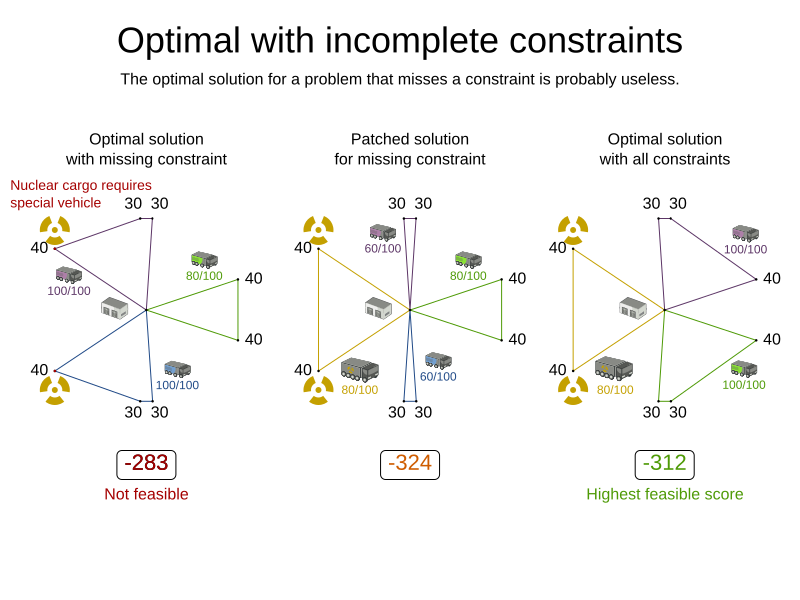 Optimal with incomplete constraints
The optimal solution for a problem that misses a constraint is probably useless.
Optimal solution
with missing constraint
Nuclear cargo requires
special vehicle
30 30
40
100/100
80/100
40
40
40
100/100
30 30
-283
Not feasible
Patched solution
for missing constraint
30 30
40
60/100
80/100
40
40
40
80/100
60/100
30 30
-324
Optimal solution
with all constraints
30 30
40
100/100
40
40
40
80/100
100/100
30 30
-312
Highest feasible score